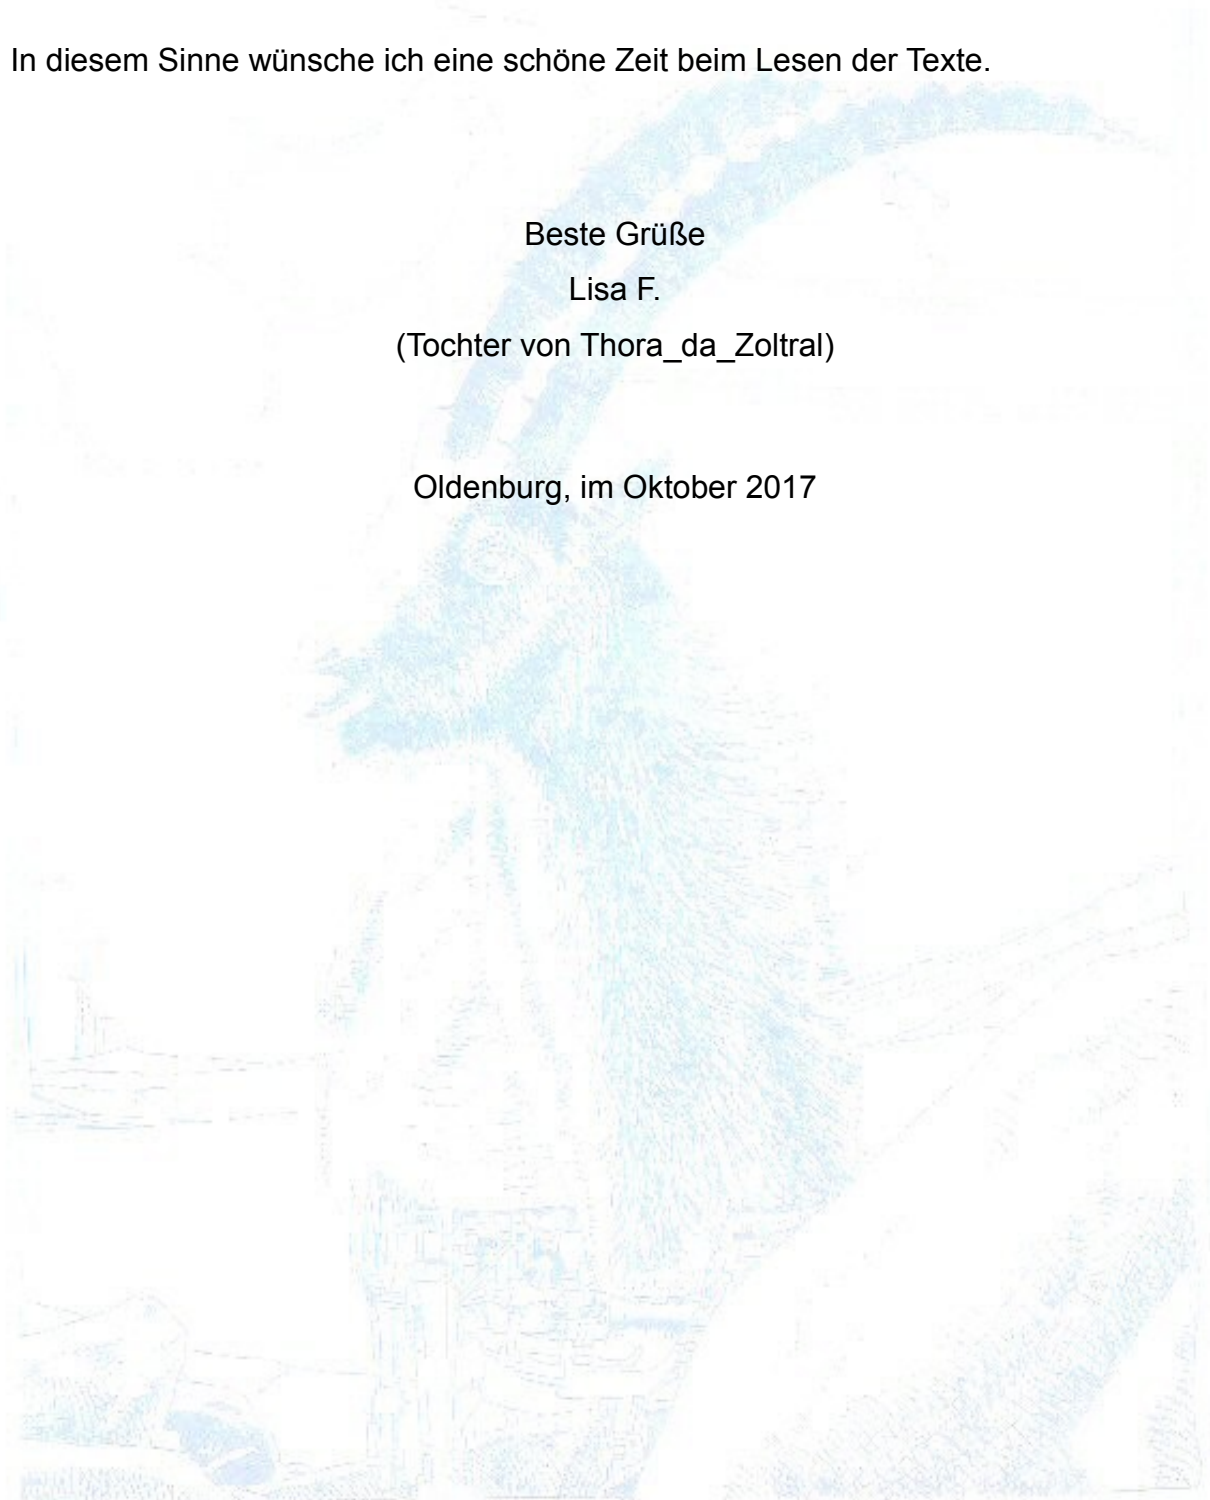 In diesem Sinne wünsche ich eine schöne Zeit beim Lesen der Texte.
Beste Grüße
Lisa F.
(Tochter von Thora_da_Zoltral)
Oldenburg, im Oktober 2017